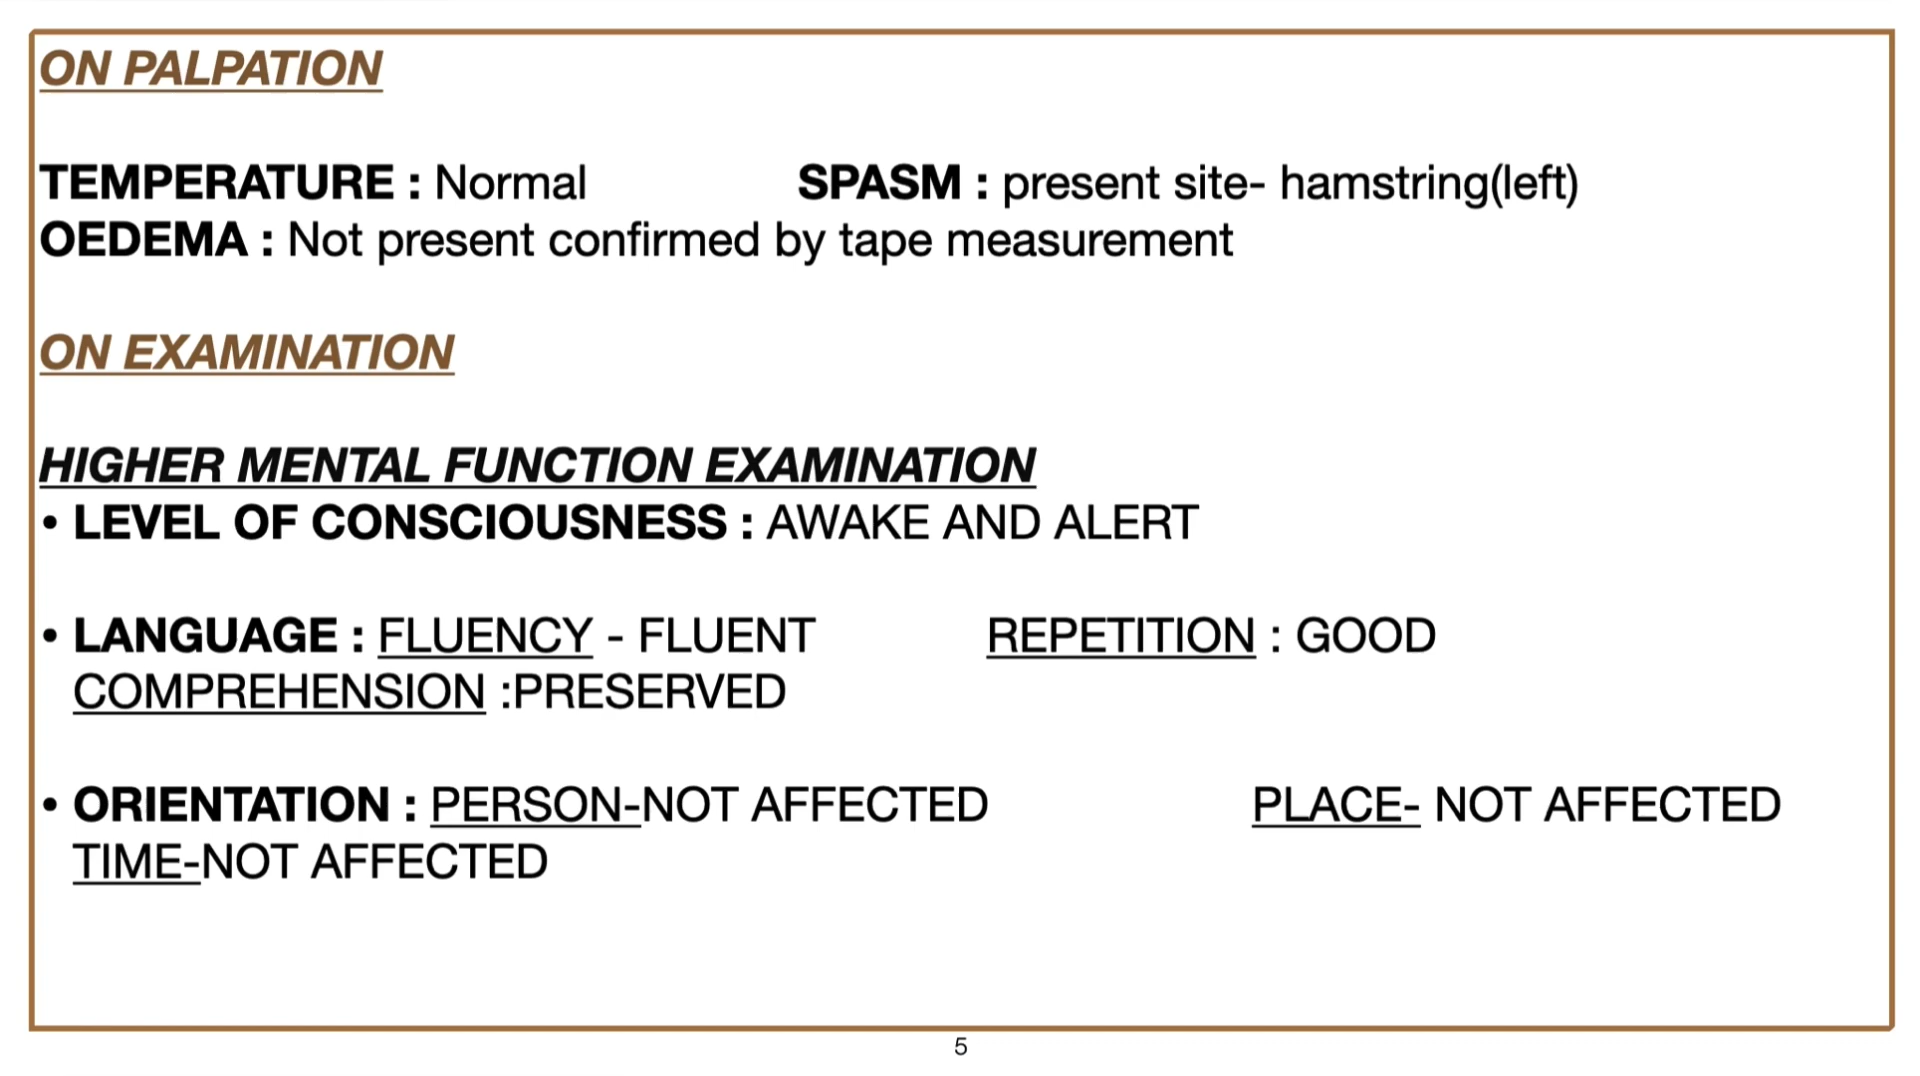 ON PALPATION
TEMPERATURE : Normal SPASM : present site- hamstring(left)
OEDEMA : Not present confirmed by tape measurement
ON EXAMINATION
HIGHER MENTAL FUNCTION EXAMINATION
• LEVEL OF CONSCIOUSNESS : AWAKE AND ALERT
• LANGUAGE : FLUENCY - FLUENT REPETITION : GOOD
COMPREHENSION :PRESERVED
• ORIENTATION : PERSON-NOT AFFECTED PLACE- NOT AFFECTED
TIME-NOT AFFECTED
5